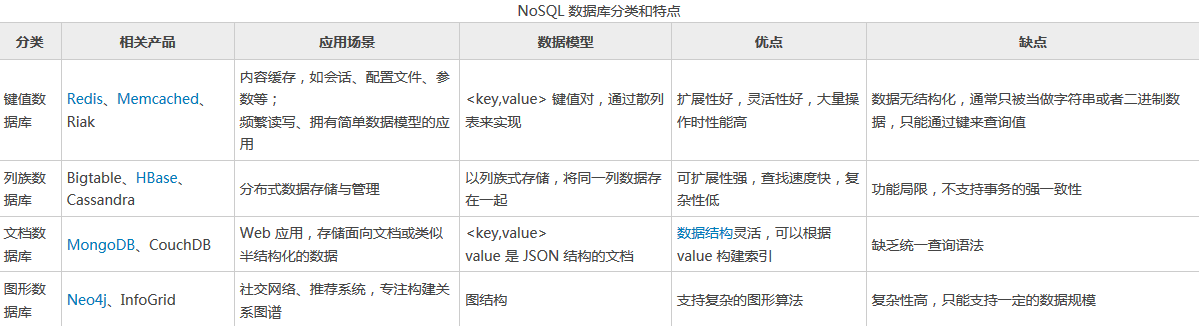 NoSQL 数据库分类和特点
分类 相关产品 应用场景 数据模型 优点 缺点
键值数
据库
Redis、Memcached、
Riak
内容缓存，如会话、配置文件、参
数等；
频繁读写、拥有简单数据模型的应
用
<key,value> 键值对，通过散列
表来实现
扩展性好，灵活性好，大量操
作时性能高
数据无结构化，通常只被当做字符串或者二进制数
据，只能通过键来查询值
列族数
据库
Bigtable、HBase、
Cassandra
分布式数据存储与管理
以列族式存储，将同一列数据存
在一起
可扩展性强，查找速度快，复
杂性低
功能局限，不支持事务的强一致性
文档数
据库
MongoDB、CouchDB
Web 应用，存储面向文档或类似
半结构化的数据
<key,value>
value 是 JSON 结构的文档
数据结构灵活，可以根据
value 构建索引
缺乏统一查询语法
图形数
据库
Neo4j、InfoGrid
社交网络、推荐系统，专注构建关
系图谱
图结构
支持复杂的图形算法
复杂性高，只能支持一定的数据规模